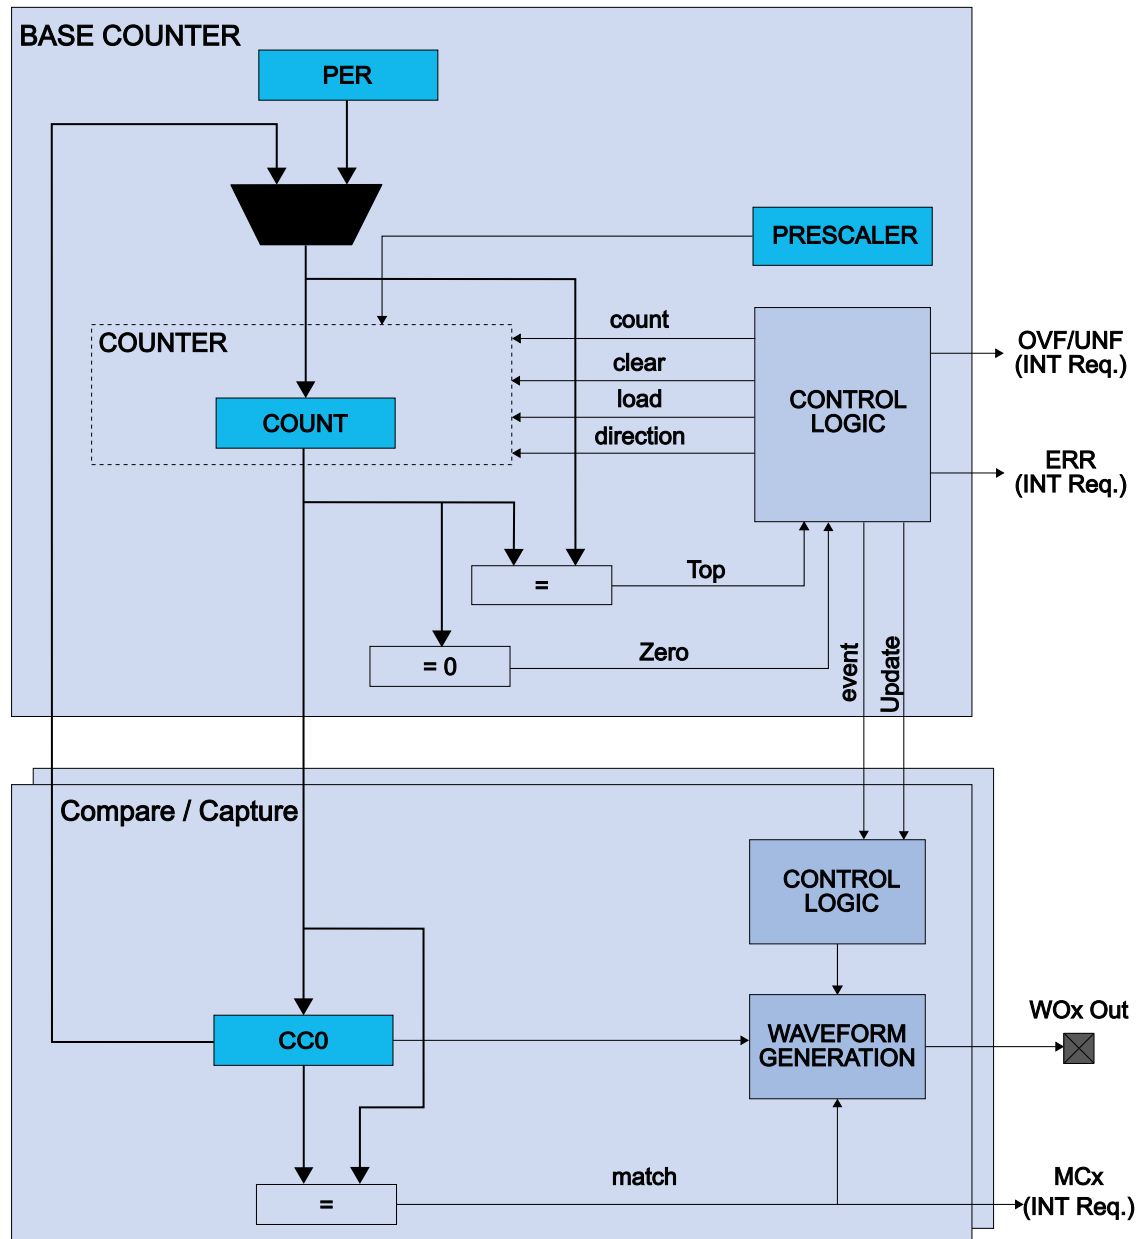 BASE COUNTER
PER
PRESCALER
COUNTER
count
clear
load
direction
COUNT
CONTROL
LOGIC
OVF/UNF
(INT Req.)
ERR
(INT Req.)
=
Top
= 0
Zero
event
Update
Compare / Capture
CONTROL
LOGIC
CC0
WAVEFORM
GENERATION
WOx Out
=
match
MCx
(INT Req.)